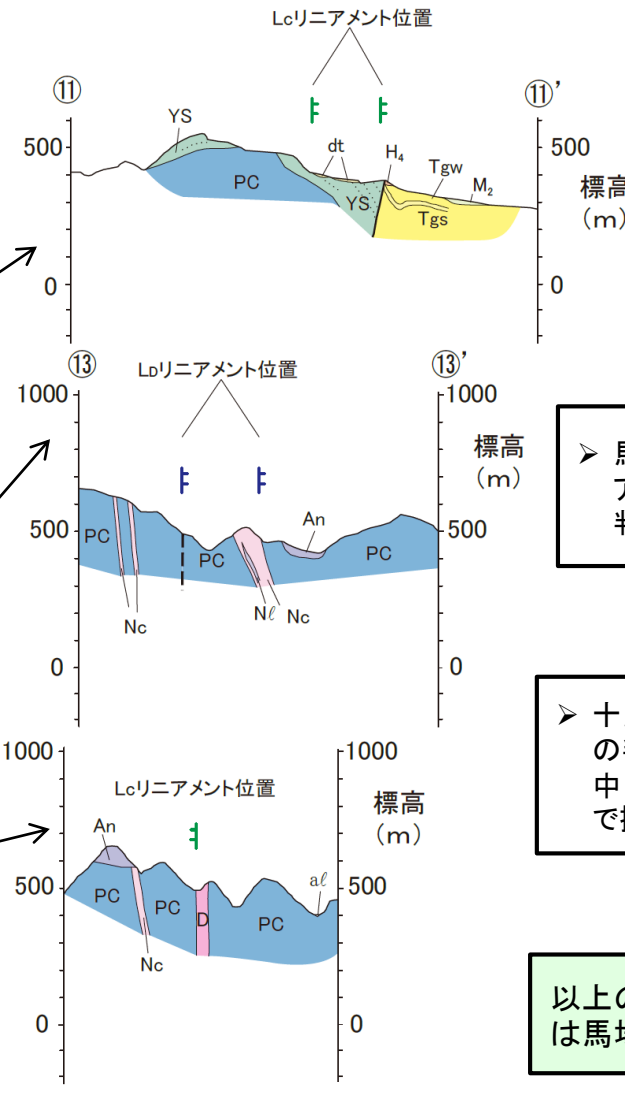 Lcリニアメント位置
⑪
⑪'
YS
dt
H4
Tgw
M2
PC
YS
Tgs
500
0
500
0
標高
(m)
⑬
⑬'
LDリニアメント位置
1000
500
0
1000
500
0
標高
(m)
PC
Nc
PC
An
PC
Nℓ
Nc
Lcリニアメント位置
1000
500
0
1000
500
0
標高
(m)
An
PC
PC
D
PC
aℓ
Nc
➢
十
の
中
で
以上の
は馬場